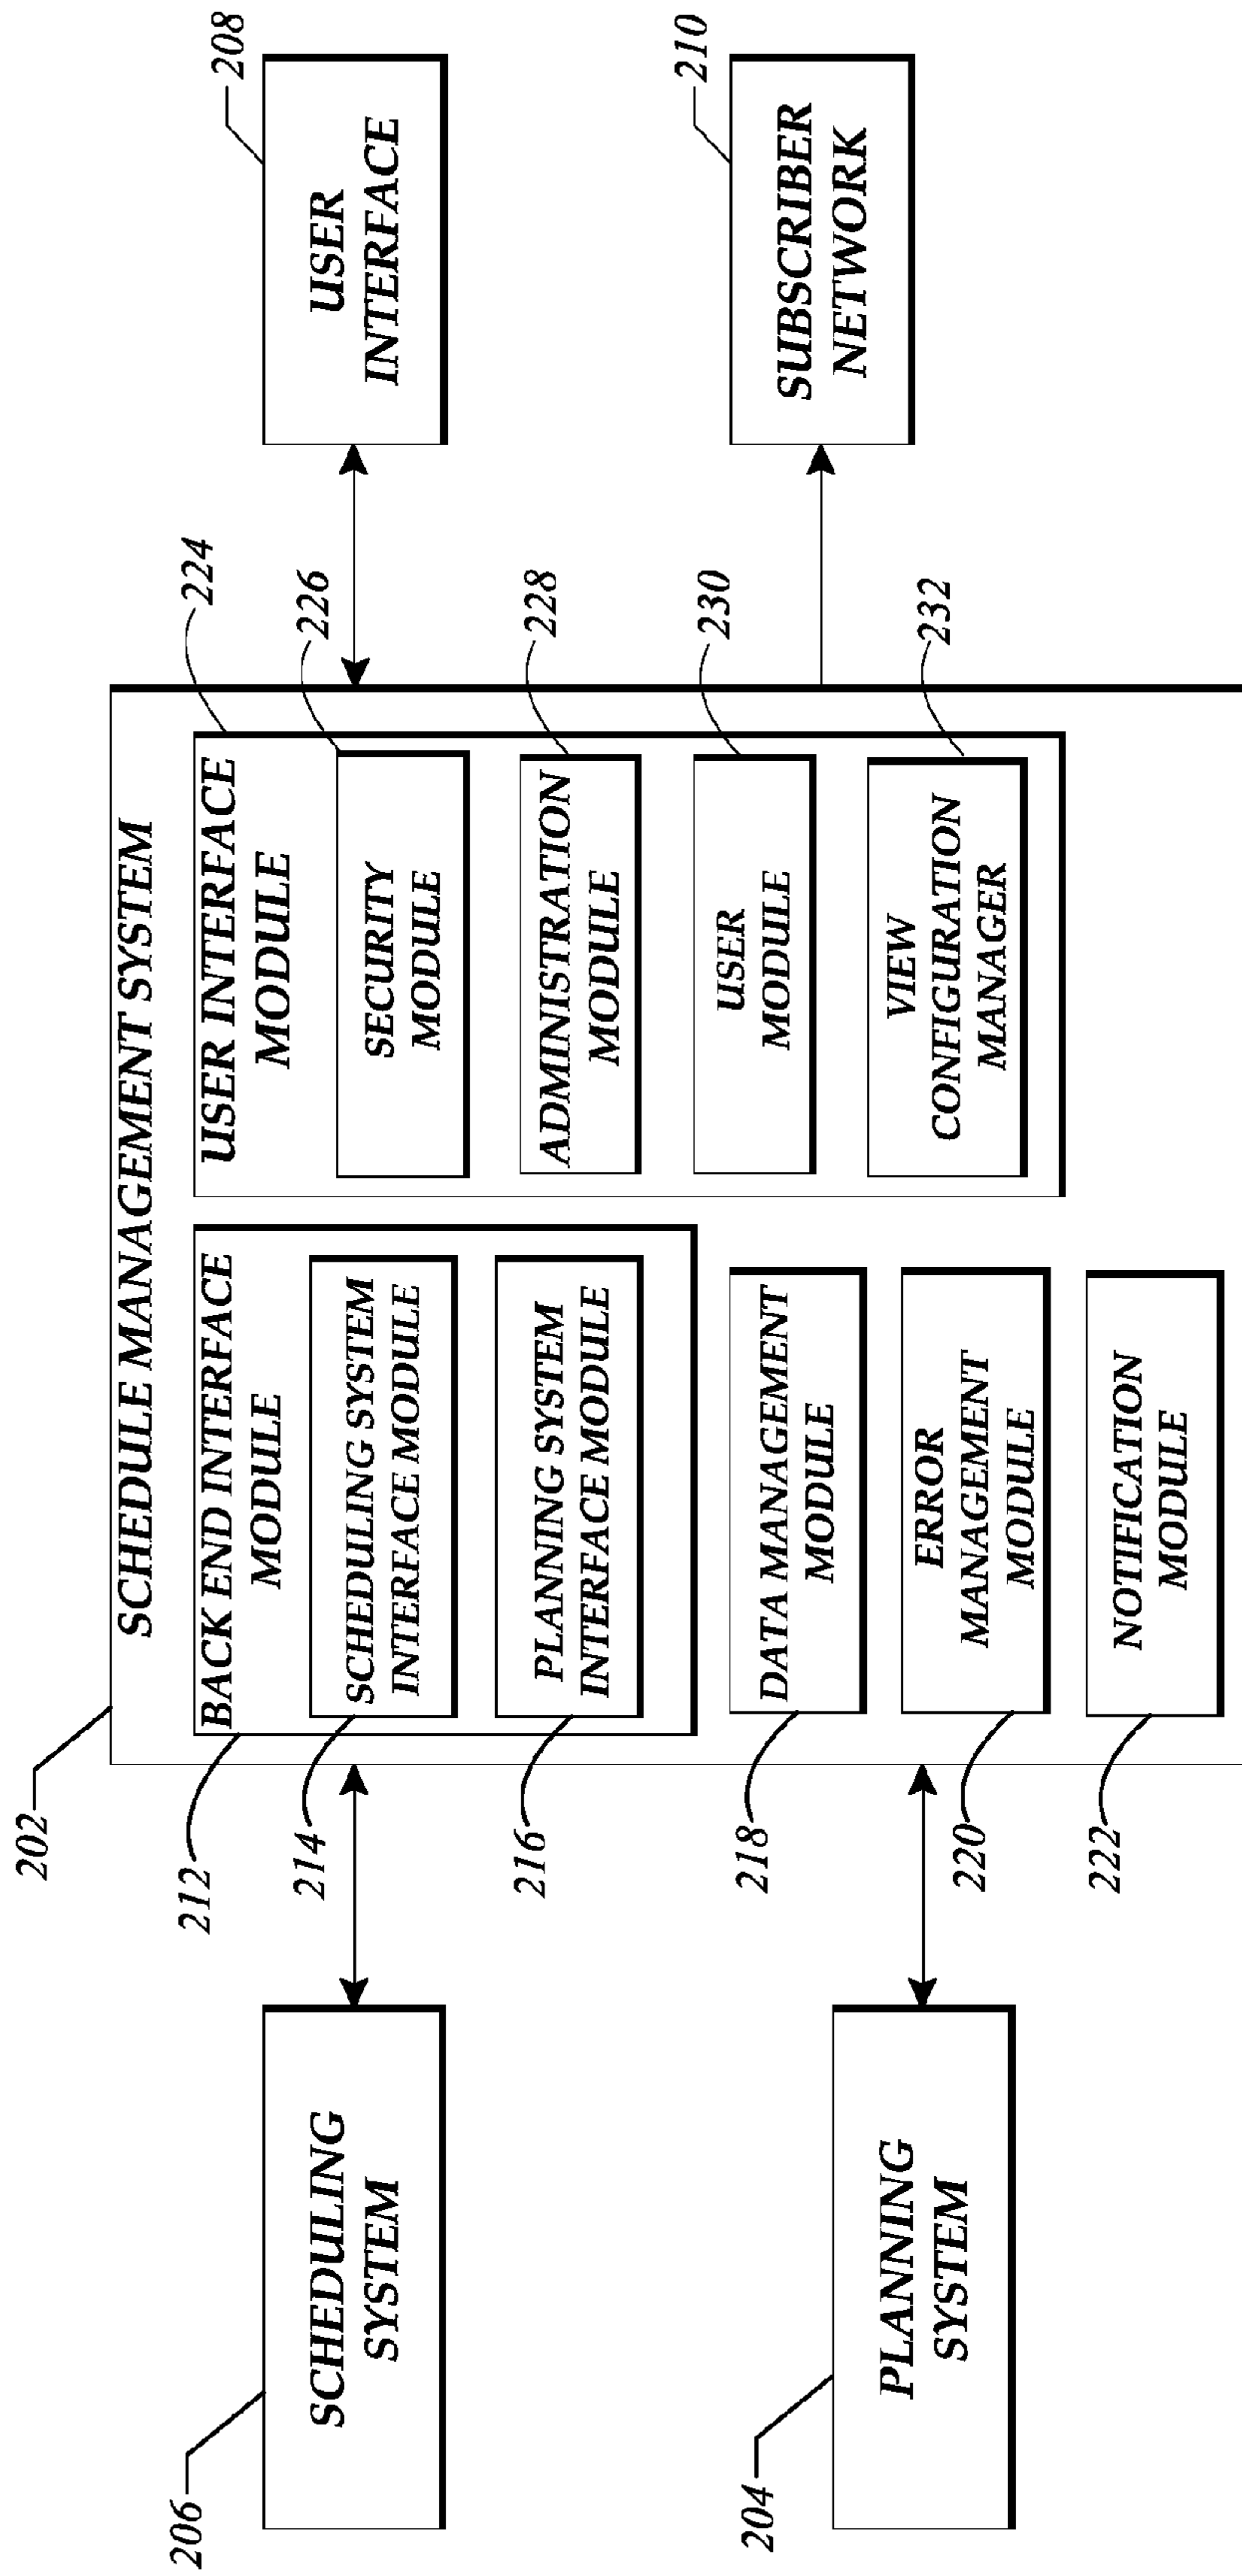 202
SCHEDULE MANAGEMENT SYSTEM
206
SCHEDULING
SYSTEM
204
PLANNING
SYSTEM
212
BACK END INTERFACE
MODULE
214
SCHEDULING SYSTEM
INTERFACE MODULE
216
PLANNING SYSTEM
INTERFACE MODULE
218
DATA MANAGEMENT
MODULE
220
ERROR
MANAGEMENT
MODULE
222
NOTIFICATION
MODULE
224
USER INTERFACE
MODULE
226
SECURITY
MODULE
228
ADMINISTRATION
MODULE
230
USER
MODULE
232
VIEW
CONFIGURATION
MANAGER
208
USER
INTERFACE
210
SUBSCRIBER
NETWORK